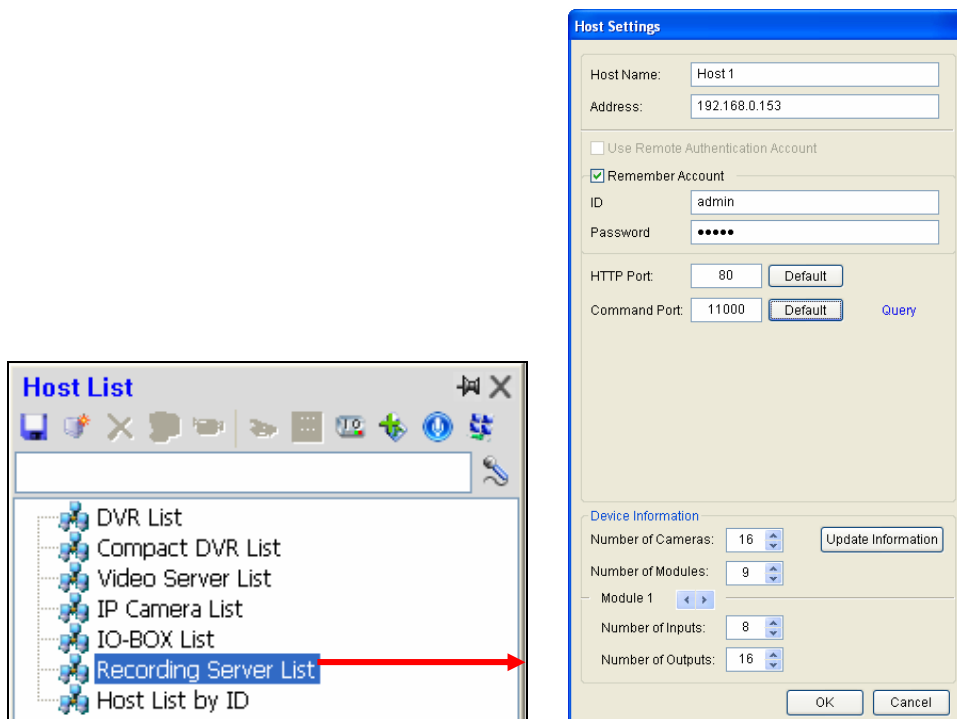 Host List
DVR List
Compact DVR List
Video Server List
IP Camera List
IO-BOX List
Recording Server List
Host List by ID
Host Settings
Host Name: Host 1
Address: 192.168.0.153
Use Remote Authentication Account
Remember Account
ID admin
Password •••••
HTTP Port: 80 Default
Command Port: 11000 Default Query
Device Information
Number of Cameras: 16 Update Information
Number of Modules: 9
Module 1
Number of Inputs: 8
Number of Outputs: 16
OK Cancel